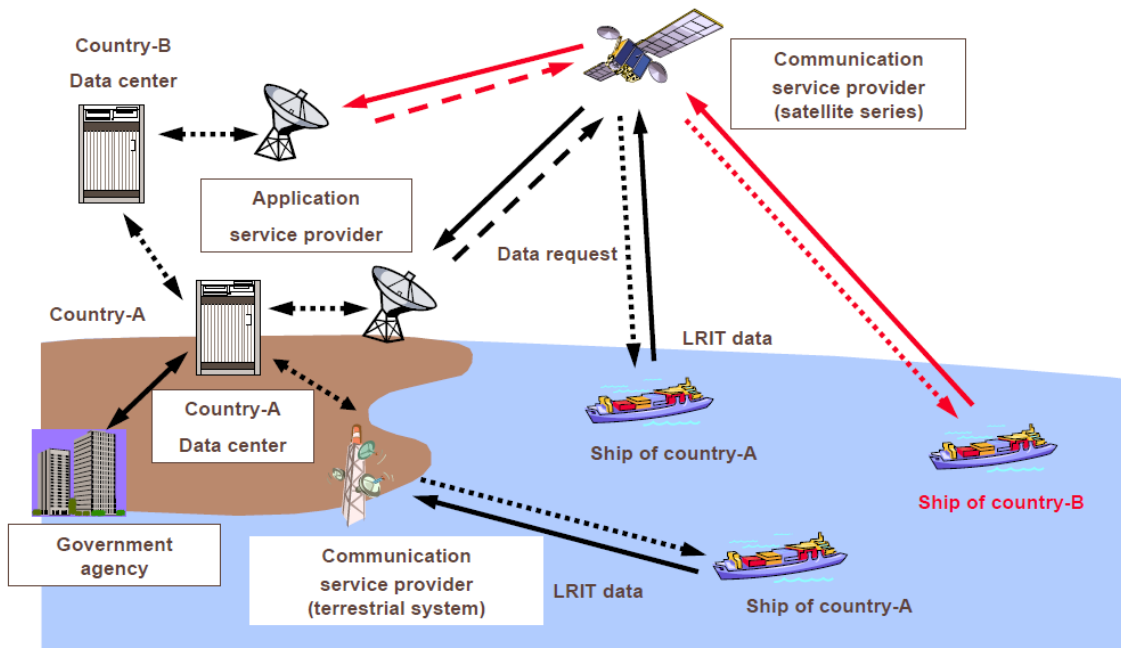 Country-B
Data center
Communication
service provider
(satellite series)
Application
service provider
Data request
Country-A
LRIT data
Country-A
Data center
Ship of country-A
Ship of country-B
Government
agency
Communication
service provider
(terrestrial system)
LRIT data
Ship of country-A